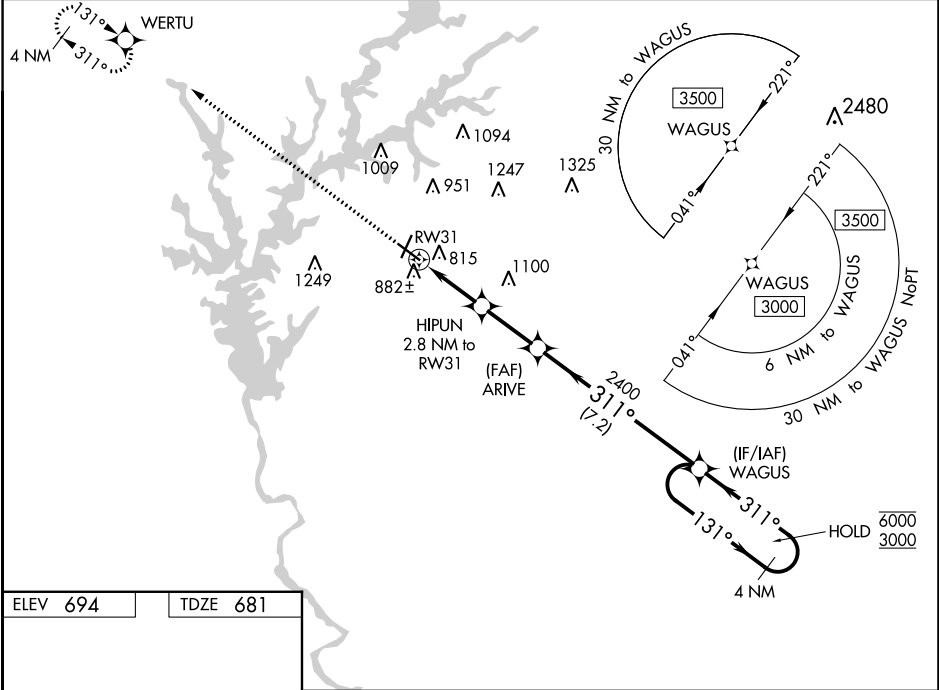 131°
WERTU
4 NM
311°
30 NM to WAGUS
221°
3500
WAGUS
041°
2480
1094
1009
951
1247
1325
221°
3500
WAGUS
3000
041°
6 NM to WAGUS
30 NM to WAGUS NoPT
RW31
815
882±
1249
1100
HIPUN
2.8 NM to
RW31
(FAF)
ARIVE
2400
311°
(7.2)
(IF/IAF)
WAGUS
311°
131°
HOLD
6000
3000
4 NM
ELEV 694
TDZE 681